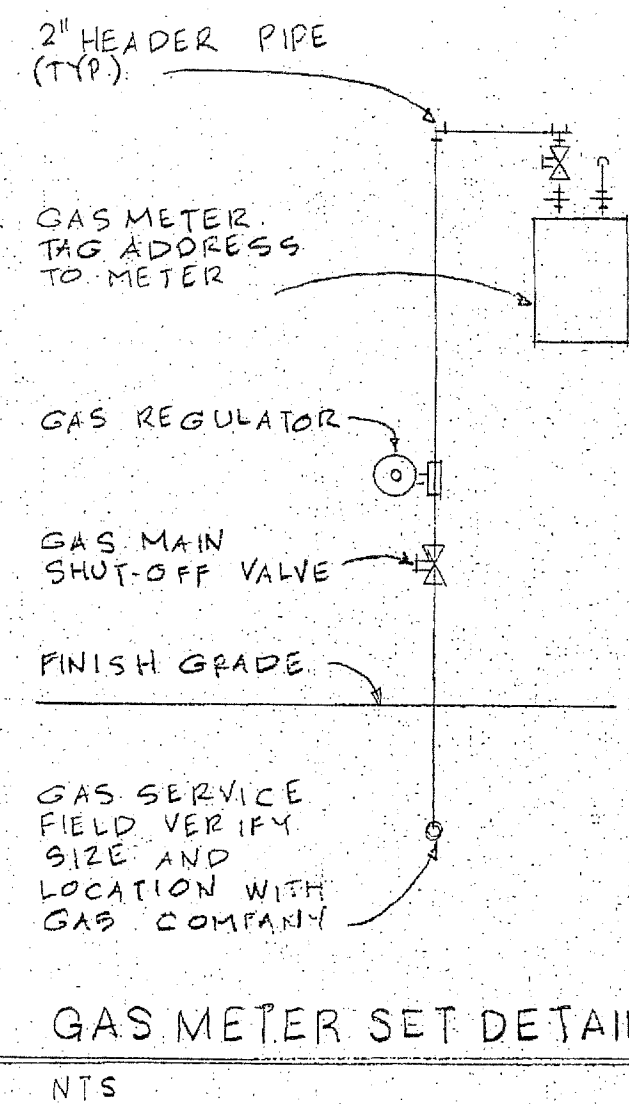 2" HEADER PIPE
(TYP.)
GAS METER.
TAG ADDRESS
TO METER
GAS REGULATOR
GAS MAIN
SHUT-OFF VALVE
FINISH GRADE
GAS SERVICE
FIELD VERIFY
SIZE AND
LOCATION WITH
GAS COMPANY
GAS METER SET DETAIL
NTS